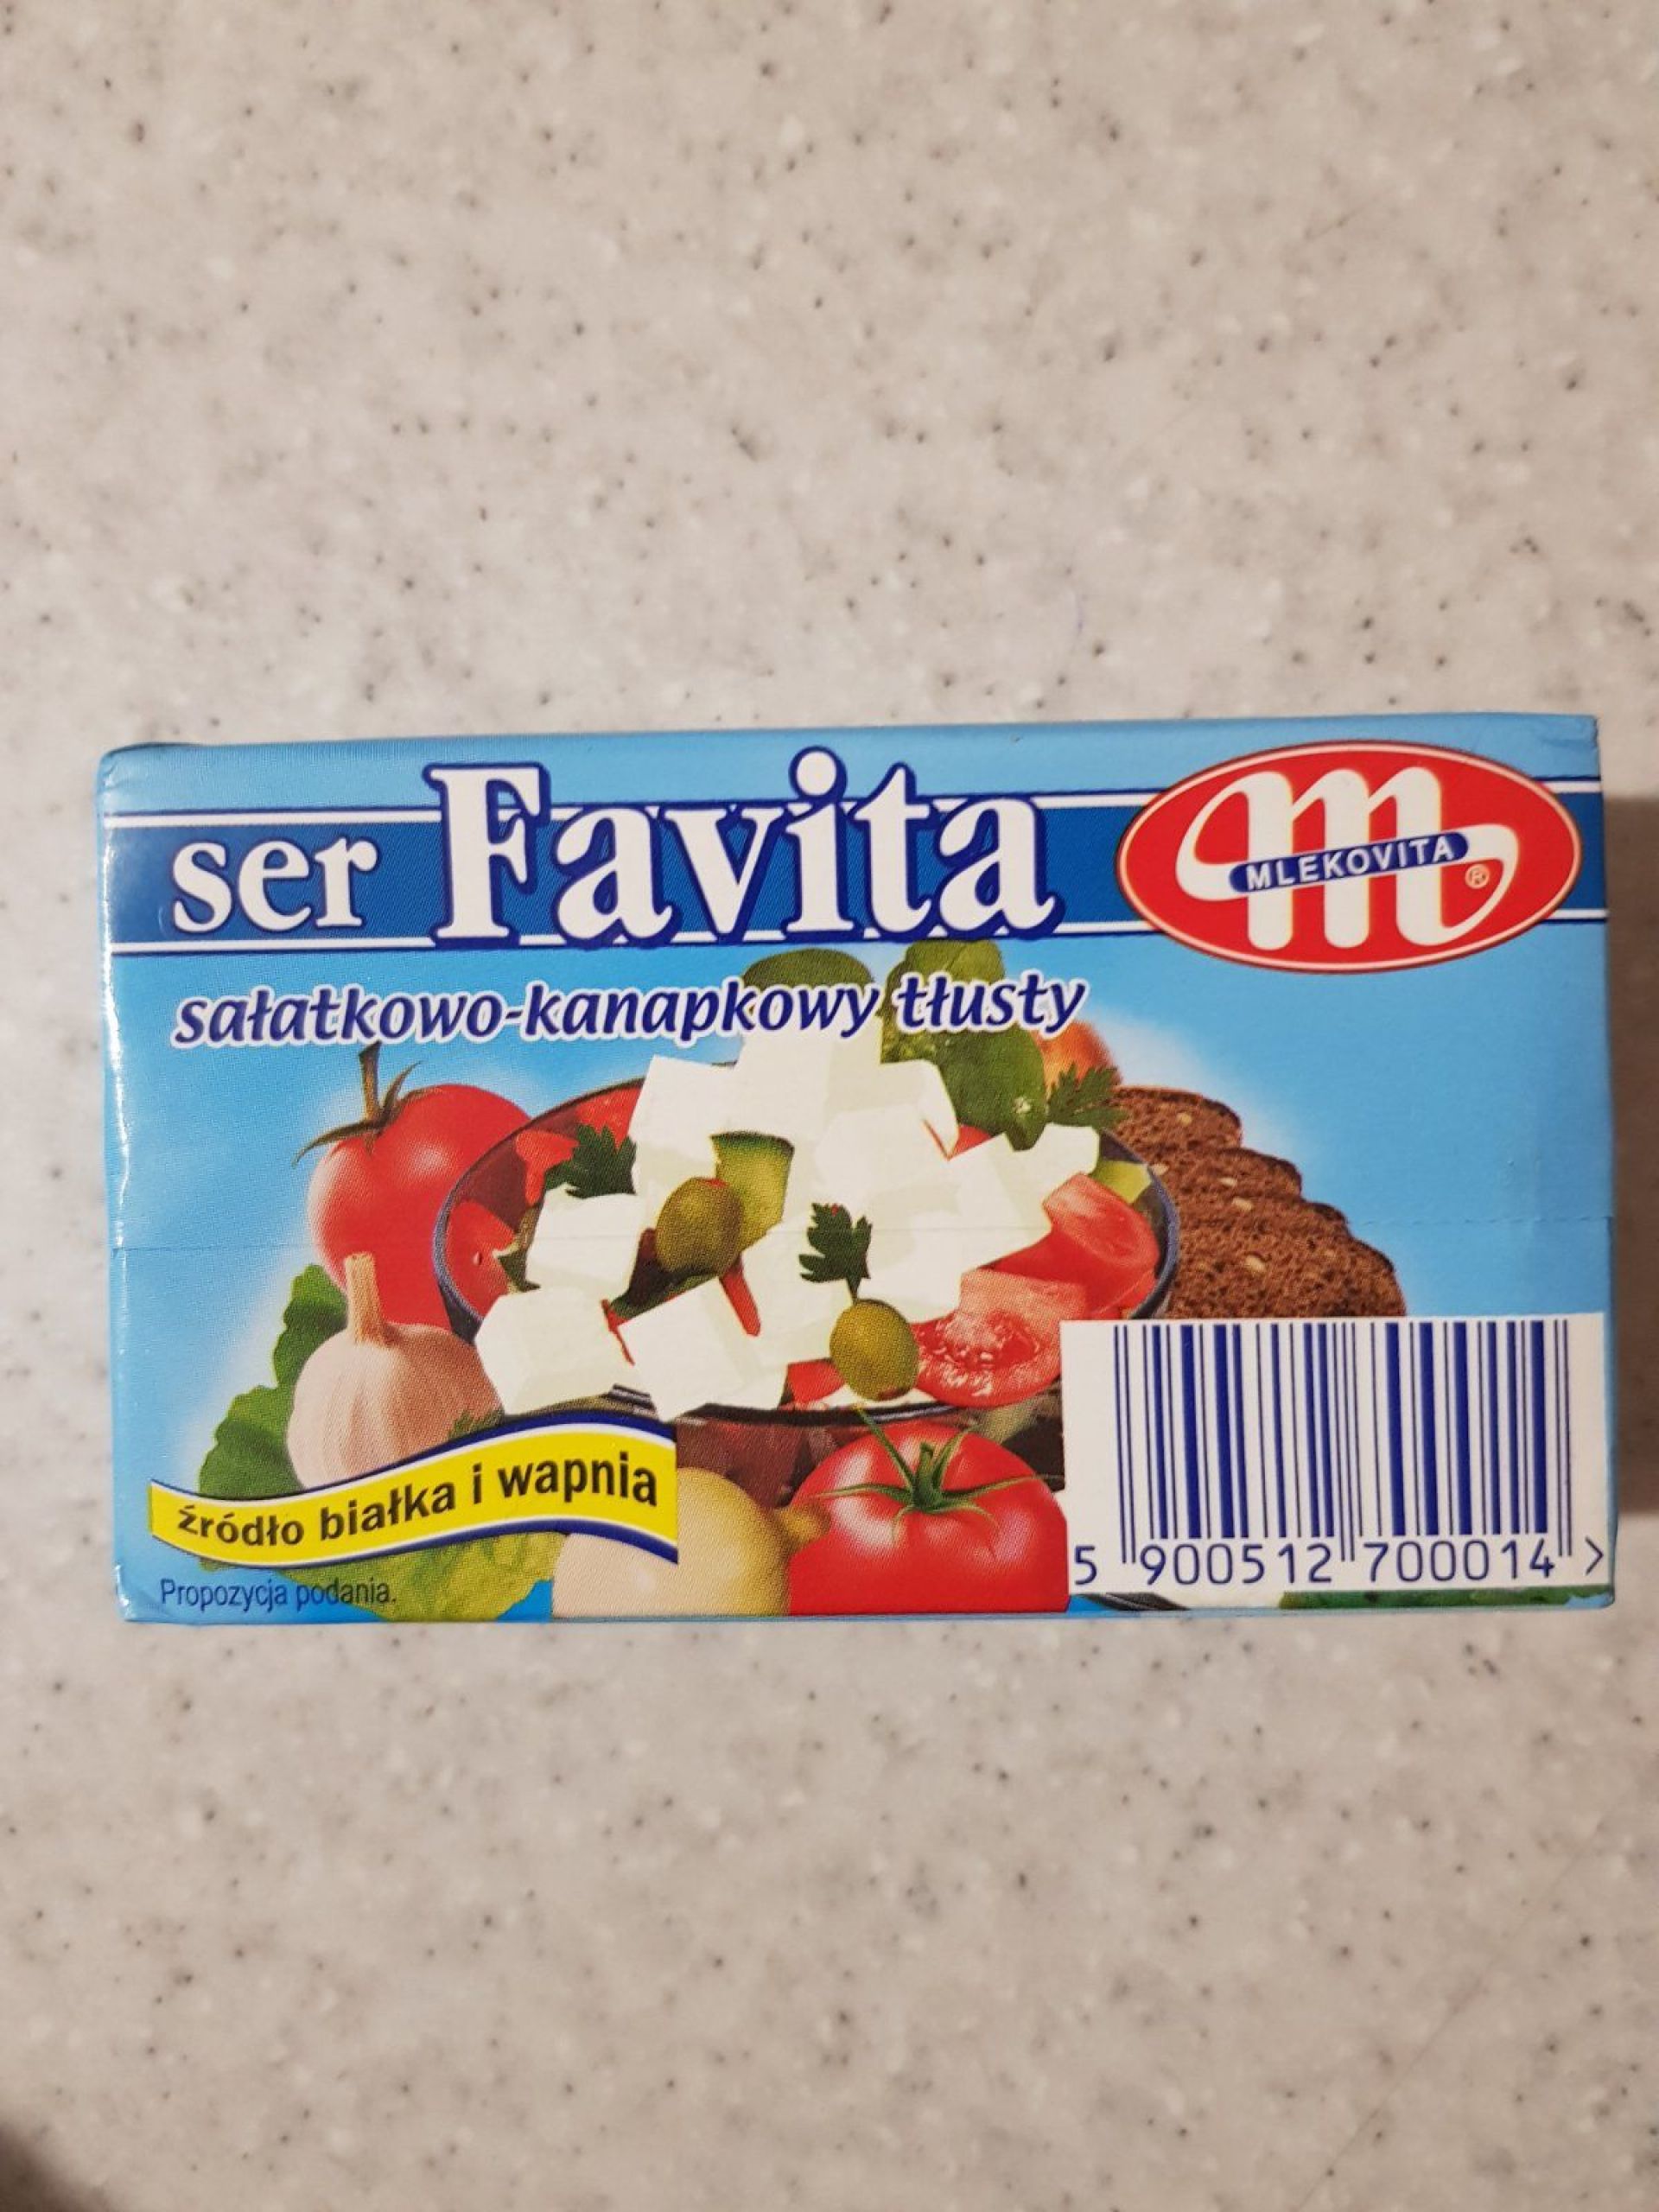 ser Favita
MLEKOVITA
®
sałatkowo-kanapkowy tłusty
źródło białka i wapnia
Propozycja podania.
5 900512 700014 >